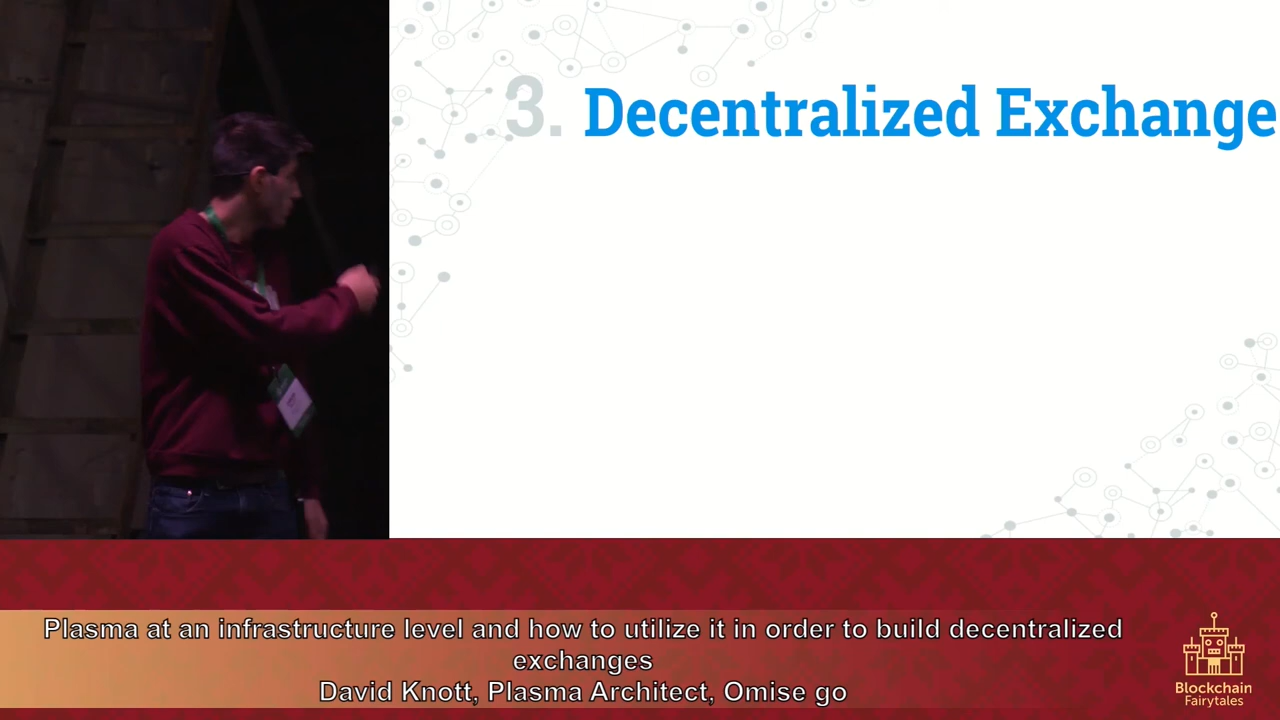 3. Decentralized Exchange
Plasma at an infrastructure level and how to utilize it in order to build decentralized
exchanges
David Knott, Plasma Architect, Omise go
Blockchain
Fairytales